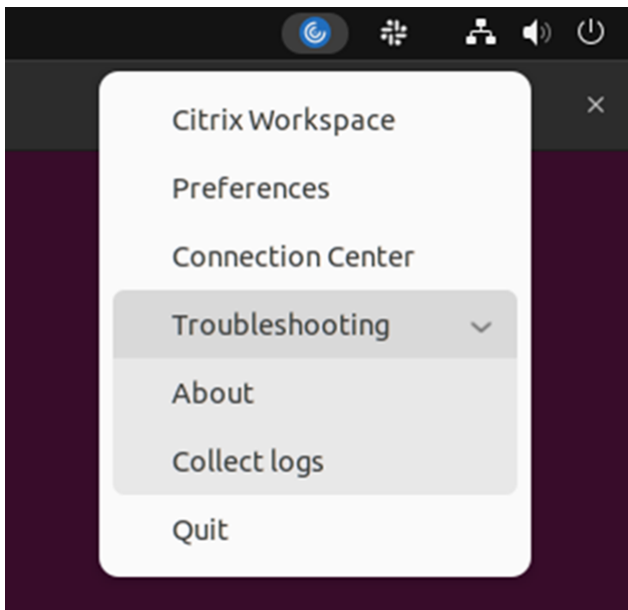 Citrix Workspace
Preferences
Connection Center
Troubleshooting
About
Collect logs
Quit